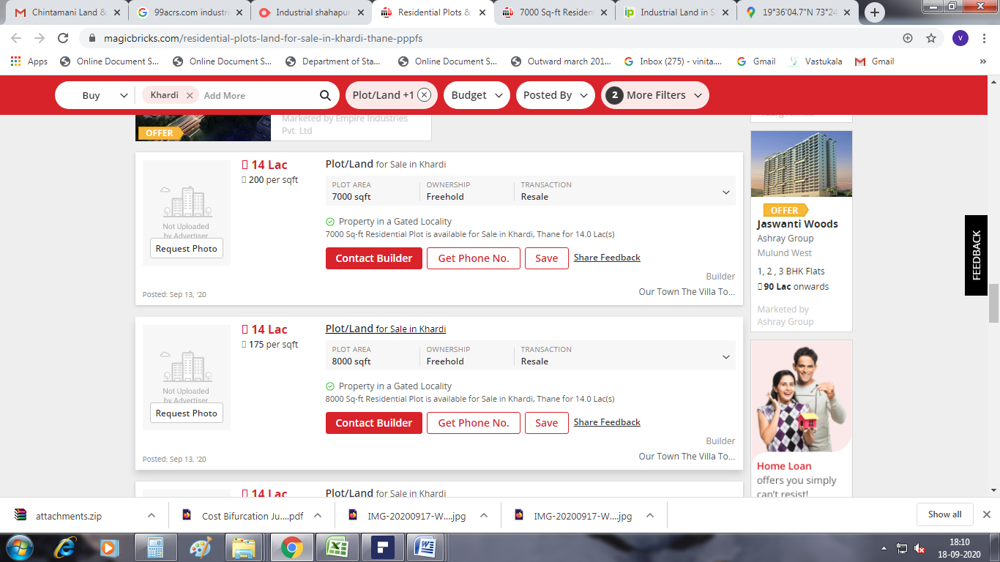 Chintamani Land &
99acrs.com industri
Industrial shahapur
Residential Plots &
7000 Sq-ft Residen
Industrial Land in S
19°36'04.7"N 73°24
magicbricks.com/residential-plots-land-for-sale-in-khardi-thane-pppfs
V
Apps
Online Document S...
Online Document S...
Department of Sta...
Online Document S...
Outward march 201...
Inbox (275) - vinita....
Gmail
Vastukala
Gmail
»
Buy
Khardi
Add More
Plot/Land +1
Budget
Posted By
2 More Filters
OFFER
Marketed by Empire Industries
Pvt. Ltd
14 Lac
200 per sqft
Plot/Land for Sale in Khardi
PLOT AREA
7000 sqft
OWNERSHIP
Freehold
TRANSACTION
Resale
Not Uploaded
by Advertiser
Request Photo
Property in a Gated Locality
7000 Sq-ft Residential Plot is available for Sale in Khardi, Thane for 14.0 Lac(s)
Contact Builder
Get Phone No.
Save
Share Feedback
Builder
Our Town The Villa To...
Posted: Sep 13, '20
14 Lac
175 per sqft
Plot/Land for Sale in Khardi
PLOT AREA
8000 sqft
OWNERSHIP
Freehold
TRANSACTION
Resale
Not Uploaded
by Advertiser
Request Photo
Property in a Gated Locality
8000 Sq-ft Residential Plot is available for Sale in Khardi, Thane for 14.0 Lac(s)
Contact Builder
Get Phone No.
Save
Share Feedback
Builder
Our Town The Villa To...
Posted: Sep 13, '20
14 Lac
Plot/Land for Sale in Khardi
OFFER
Jaswanti Woods
Ashray Group
Mulund West
1, 2 , 3 BHK Flats
90 Lac onwards
Marketed by
Ashray Group
Home Loan
offers you simply
can't resist!
FEEDBACK
attachments.zip
Cost Bifurcation Ju....pdf
IMG-20200917-W....jpg
IMG-20200917-W....jpg
Show all
18:10
18-09-2020